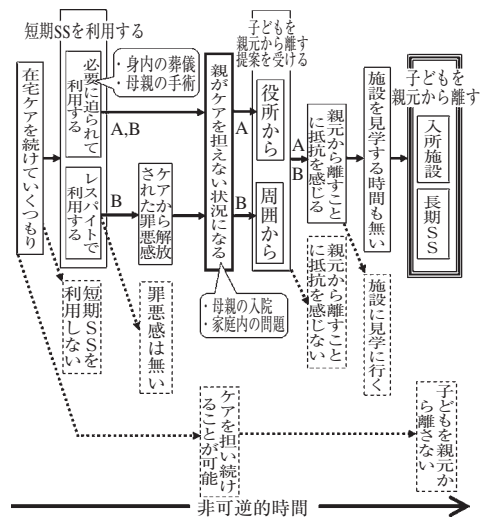 短期SSを利用する
在宅ケアを続けていくつもり
必要に迫られて
利用する
・身内の葬儀
・母親の手術
A,B
レスパイトで
利用する
B
ケアから解放
された罪悪感
親がケアを担えない状況になる
・母親の入院
・家庭内の問題
子どもを
親元から離す
提案を受ける
役所から
周囲から
A
B
A
B
親元から離すこと
に抵抗を感じる
施設を見学する時間も無い
子どもを
親元から離す
入所施設
長期SS
短期SSを
利用しない
罪悪感は無い
親元から離すこと
に抵抗を感じない
施設に見学に行く
ケアを担い続け
ることが可能
子どもを親元か
ら離さない
非可逆的時間